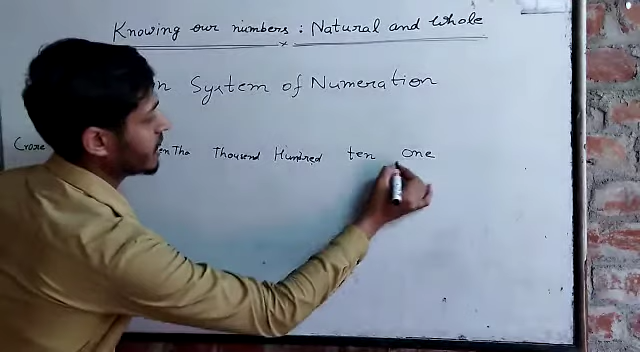 Knowing our numbers : Natural and Whole
System of Numeration
Crore Thousand Hundred ten one